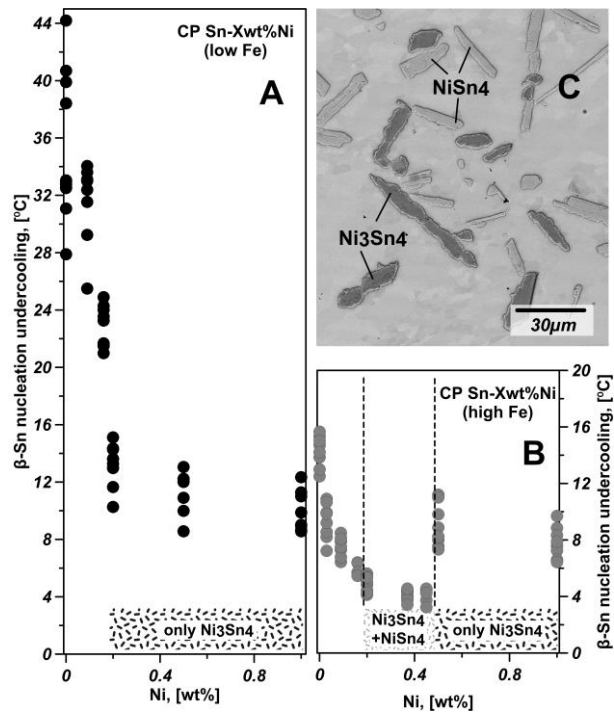 44
40
36
32
28
24
20
16
12
8
4
0
β-Sn nucleation undercooling, [ºC]
CP Sn-Xwt%Ni
(low Fe)
A
only Ni3Sn4
0
0.4
0.8
Ni, [wt%]
C
NiSn4
Ni3Sn4
30µm
CP Sn-Xwt%Ni
(high Fe)
B
20
16
12
8
4
0
β-Sn nucleation undercooling, [ºC]
Ni3Sn4
+NiSn4
only Ni3Sn4
0
0.4
0.8
Ni, [wt%]